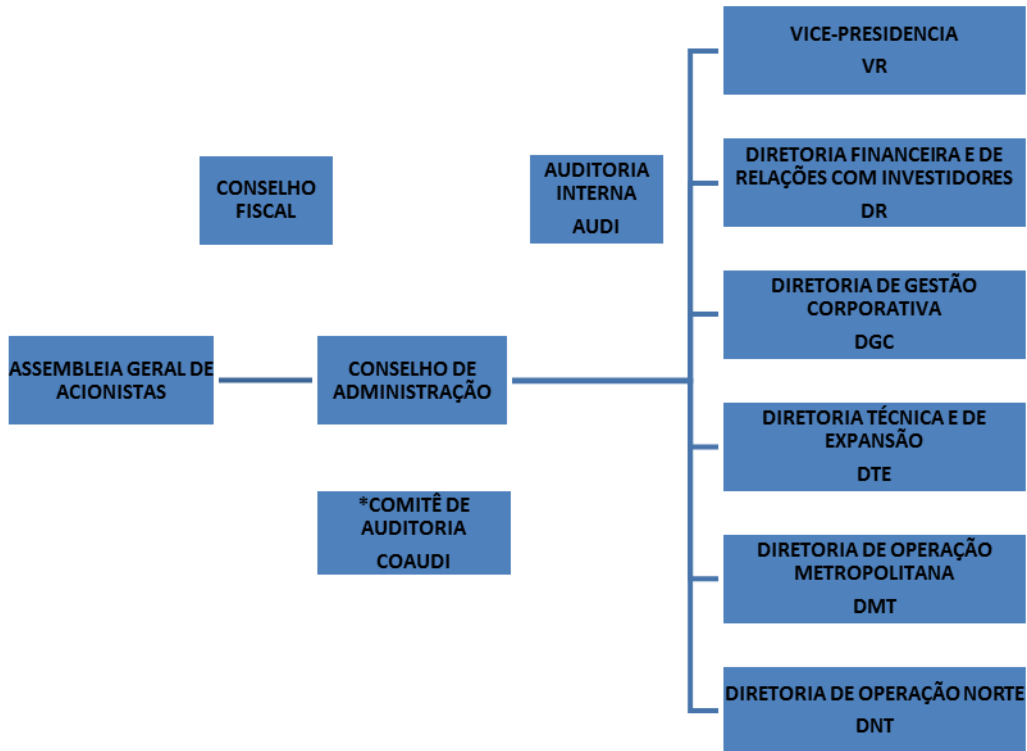 VICE-PRESIDENCIA
VR
DIRETORIA FINANCEIRA E DE
RELAÇÕES COM INVESTIDORES
DR
CONSELHO
FISCAL
AUDITORIA
INTERNA
AUDI
DIRETORIA DE GESTÃO
CORPORATIVA
DGC
ASSEMBLEIA GERAL DE
ACIONISTAS
CONSELHO DE
ADMINISTRAÇÃO
DIRETORIA TÉCNICA E DE
EXPANSÃO
DTE
*COMITÊ DE
AUDITORIA
COAUDI
DIRETORIA DE OPERAÇÃO
METROPOLITANA
DMT
DIRETORIA DE OPERAÇÃO NORTE
DNT